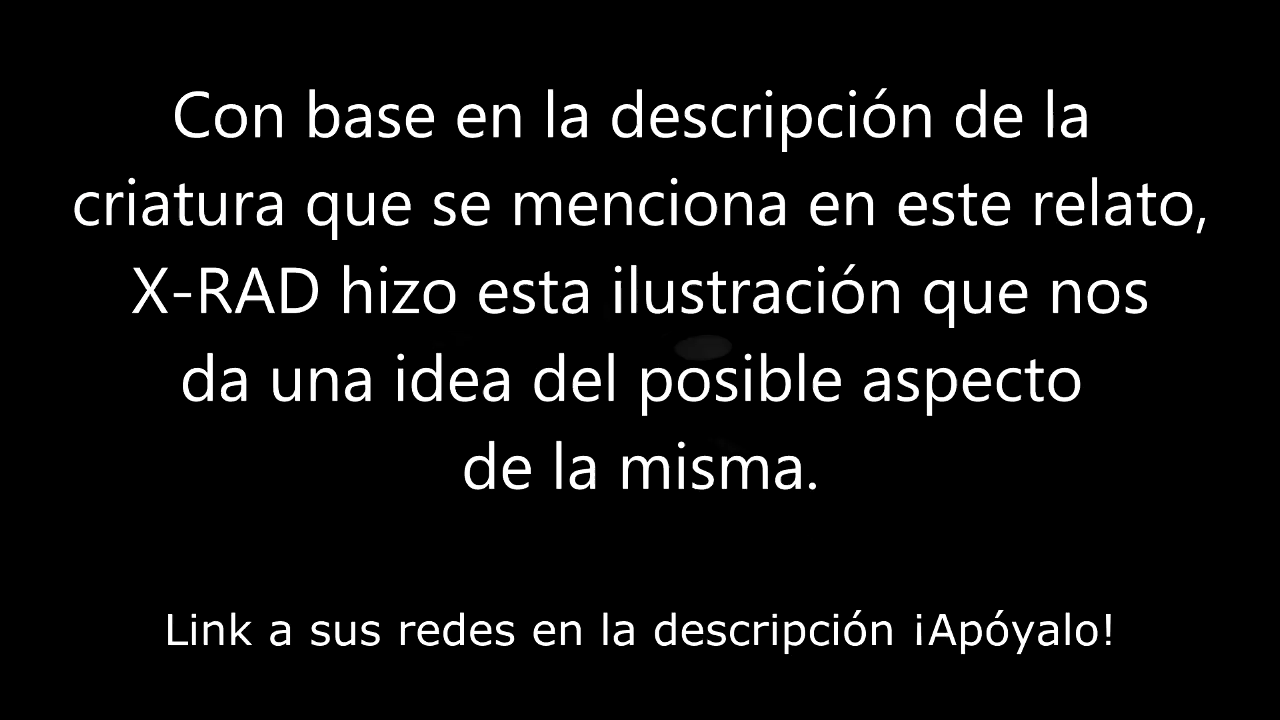 Con base en la descripción de la
criatura que se menciona en este relato,
X-RAD hizo esta ilustración que nos
da una idea del posible aspecto
de la misma.
Link a sus redes en la descripción ¡Apóyalo!